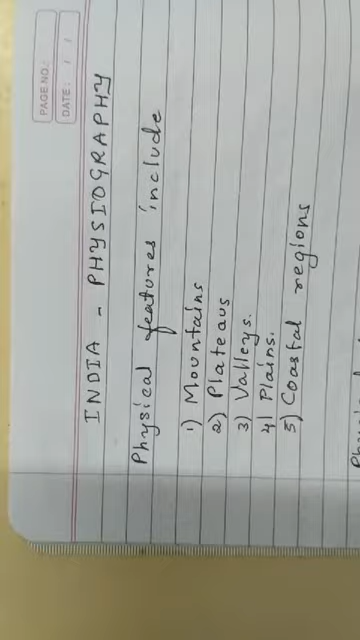 PAGE NO.:
DATE: / /
INDIA - PHYSIOGRAPHY
Physical features include
1) Mountains
2) Plateaus
3) Valleys.
4) Plains.
5) Coastal regions